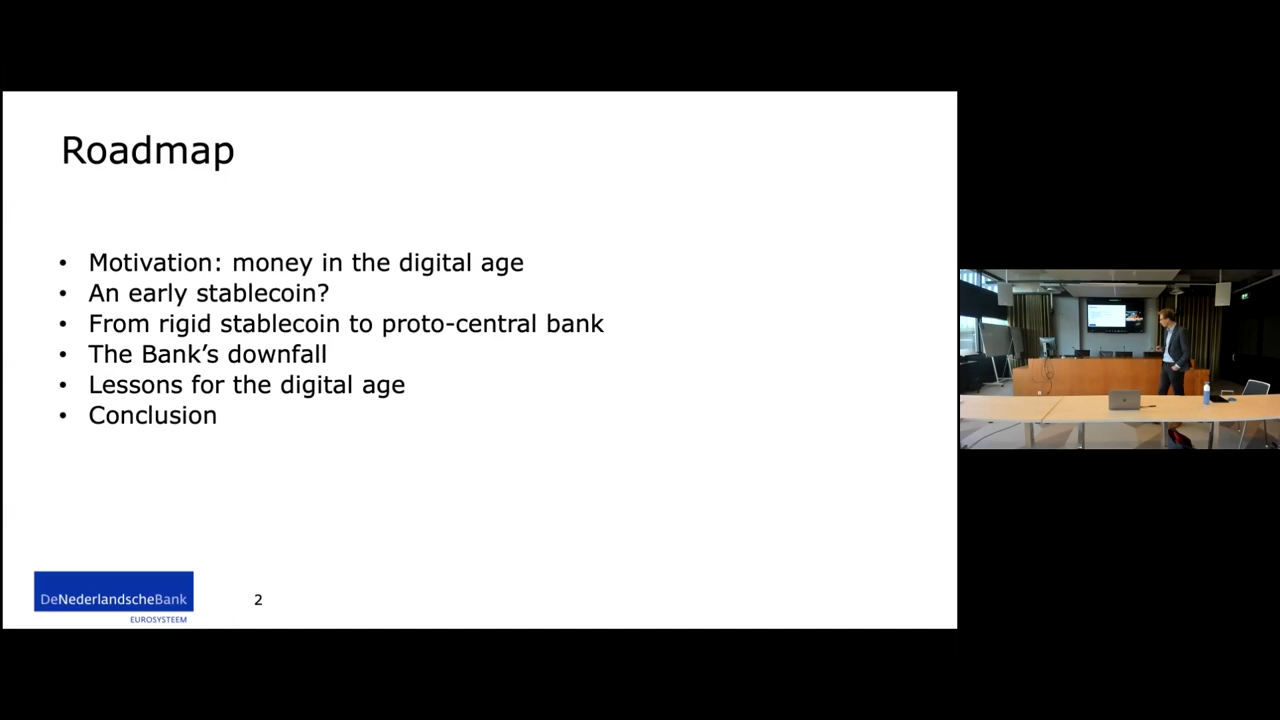 Roadmap
• Motivation: money in the digital age
• An early stablecoin?
• From rigid stablecoin to proto-central bank
• The Bank’s downfall
• Lessons for the digital age
• Conclusion
DeNederlandscheBank
EUROSYSTEEM
2